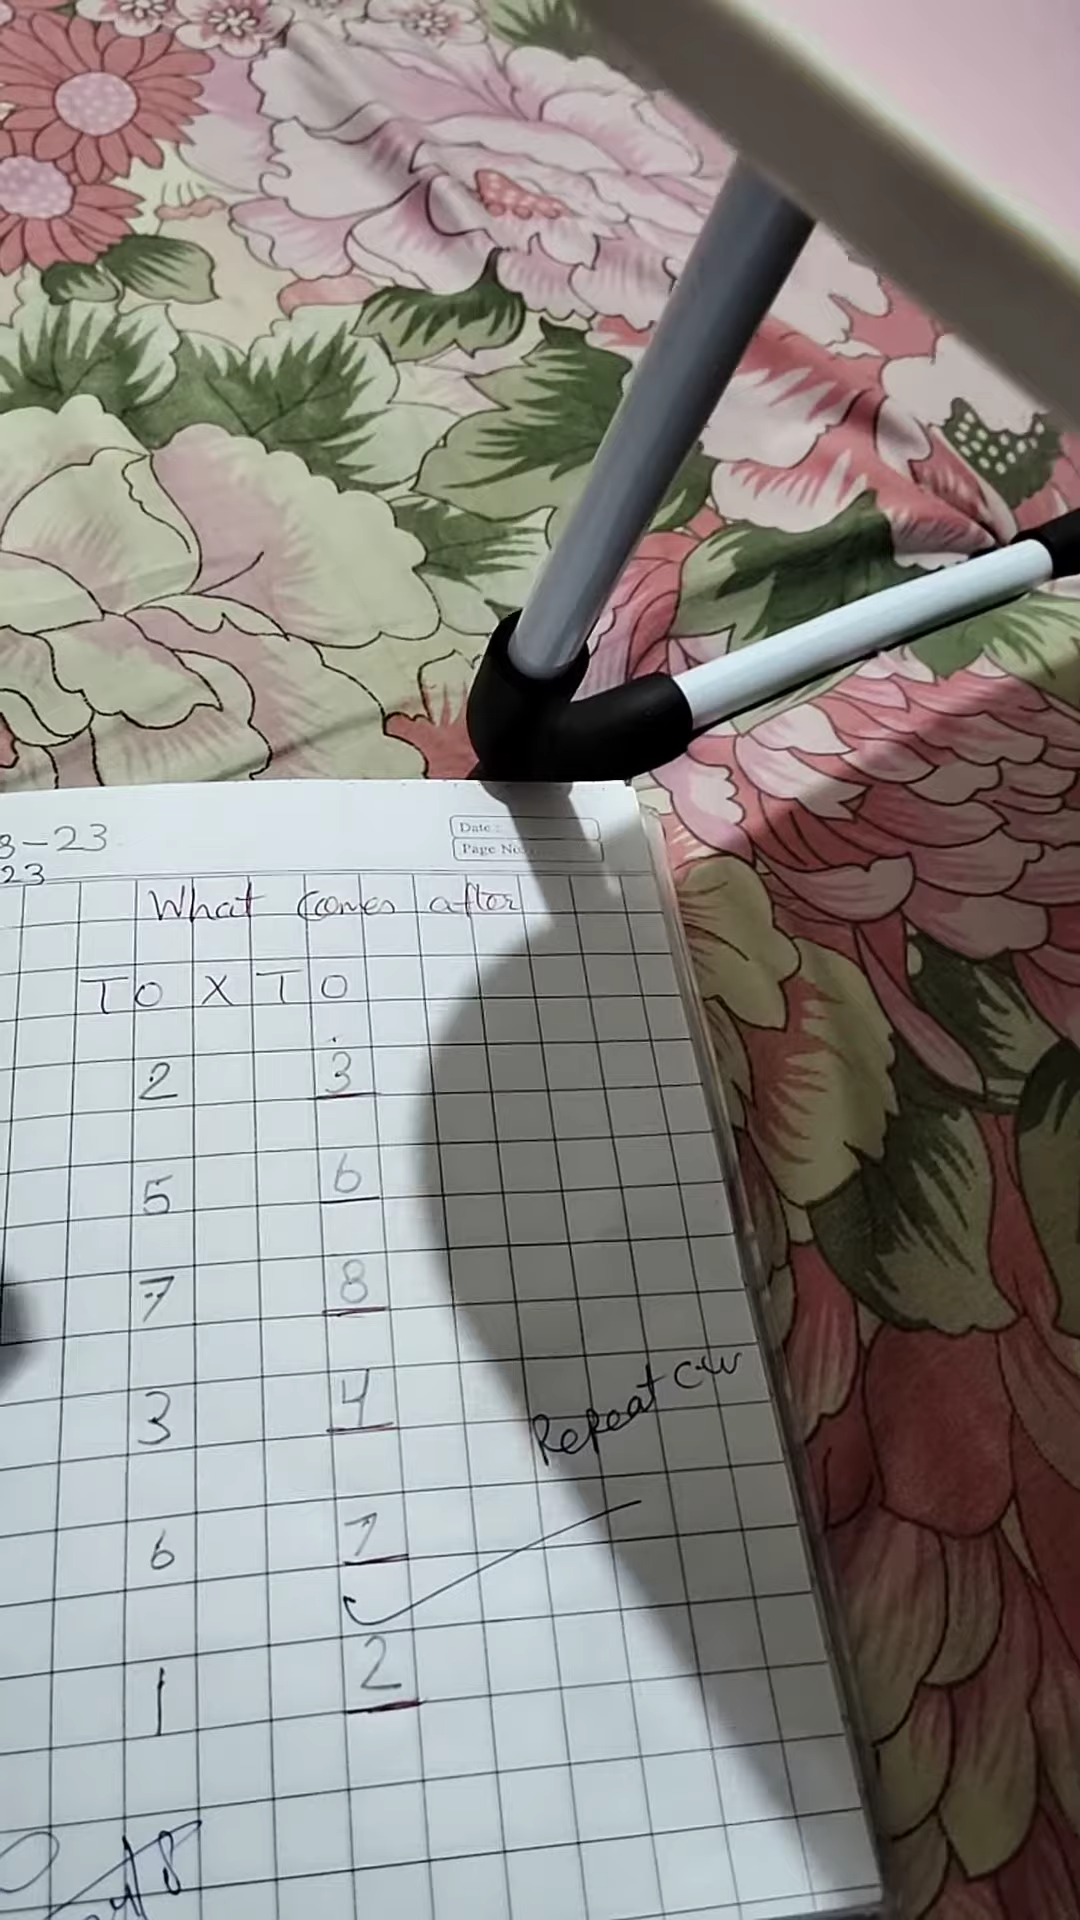 3-23
23
Date :
Page No.
What comes after
T O X T O
2 3
5 6
7 8
3 4
Repeat cw
6 7
1 2